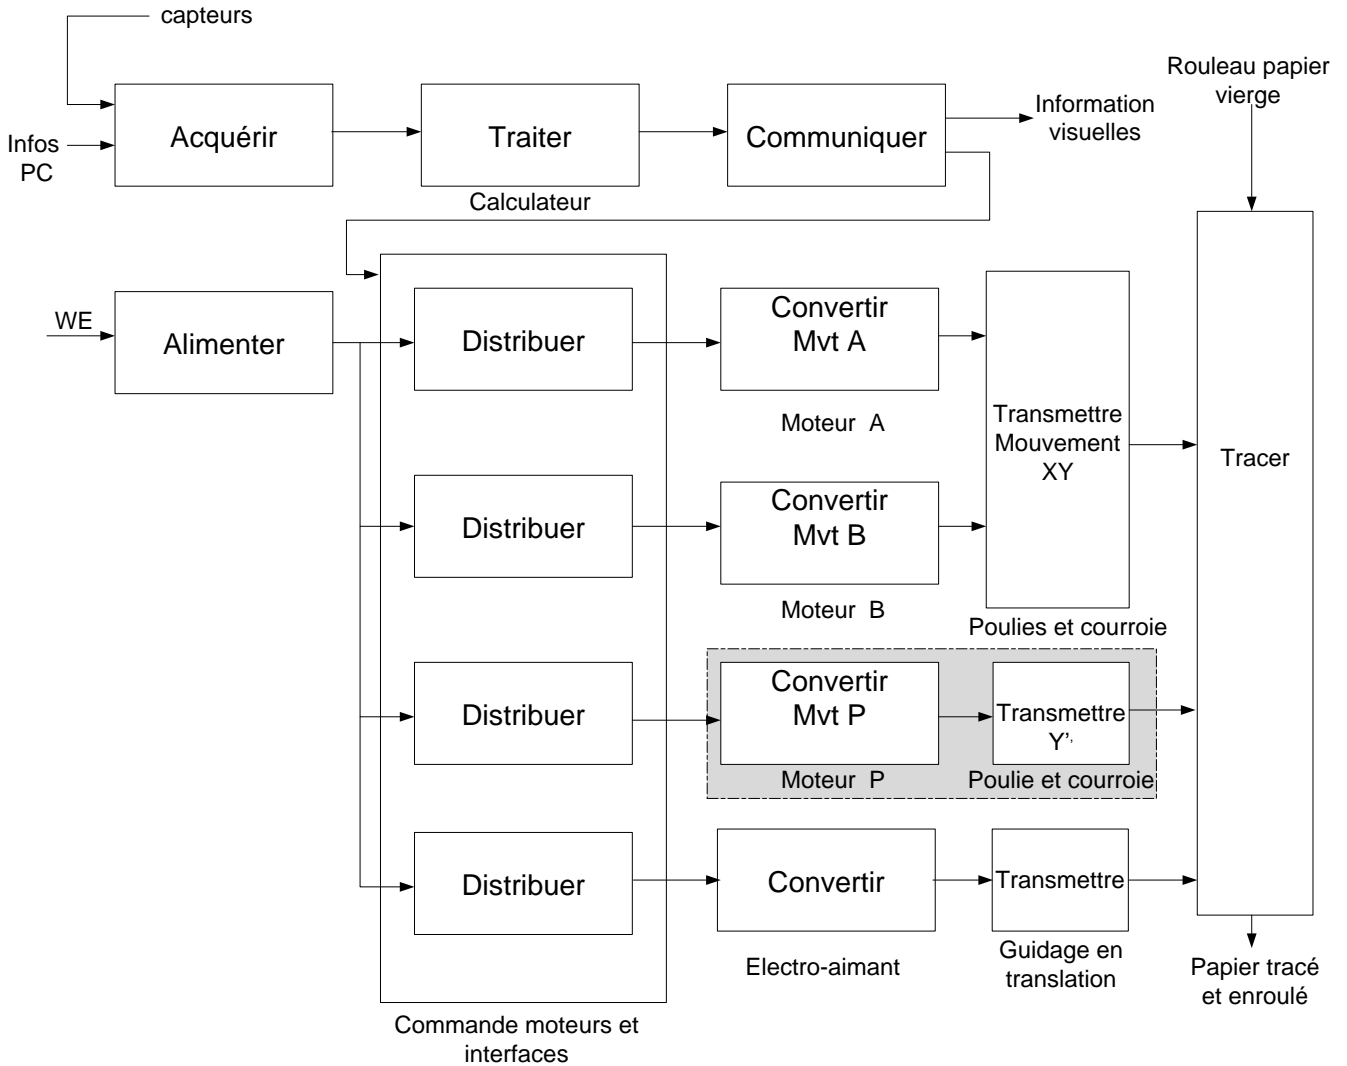 capteurs
Rouleau papier
vierge
Infos
PC
Acquérir
Traiter
Communiquer
Information
visuelles
Calculateur
WE
Alimenter
Distribuer
Convertir
Mvt A
Moteur A
Transmettre
Mouvement
XY
Tracer
Distribuer
Convertir
Mvt B
Moteur B
Poulies et courroie
Distribuer
Convertir
Mvt P
Moteur P
Transmettre
Y',
Poulie et courroie
Distribuer
Convertir
Transmettre
Electro-aimant
Guidage en
translation
Papier tracé
et enroulé
Commande moteurs et
interfaces